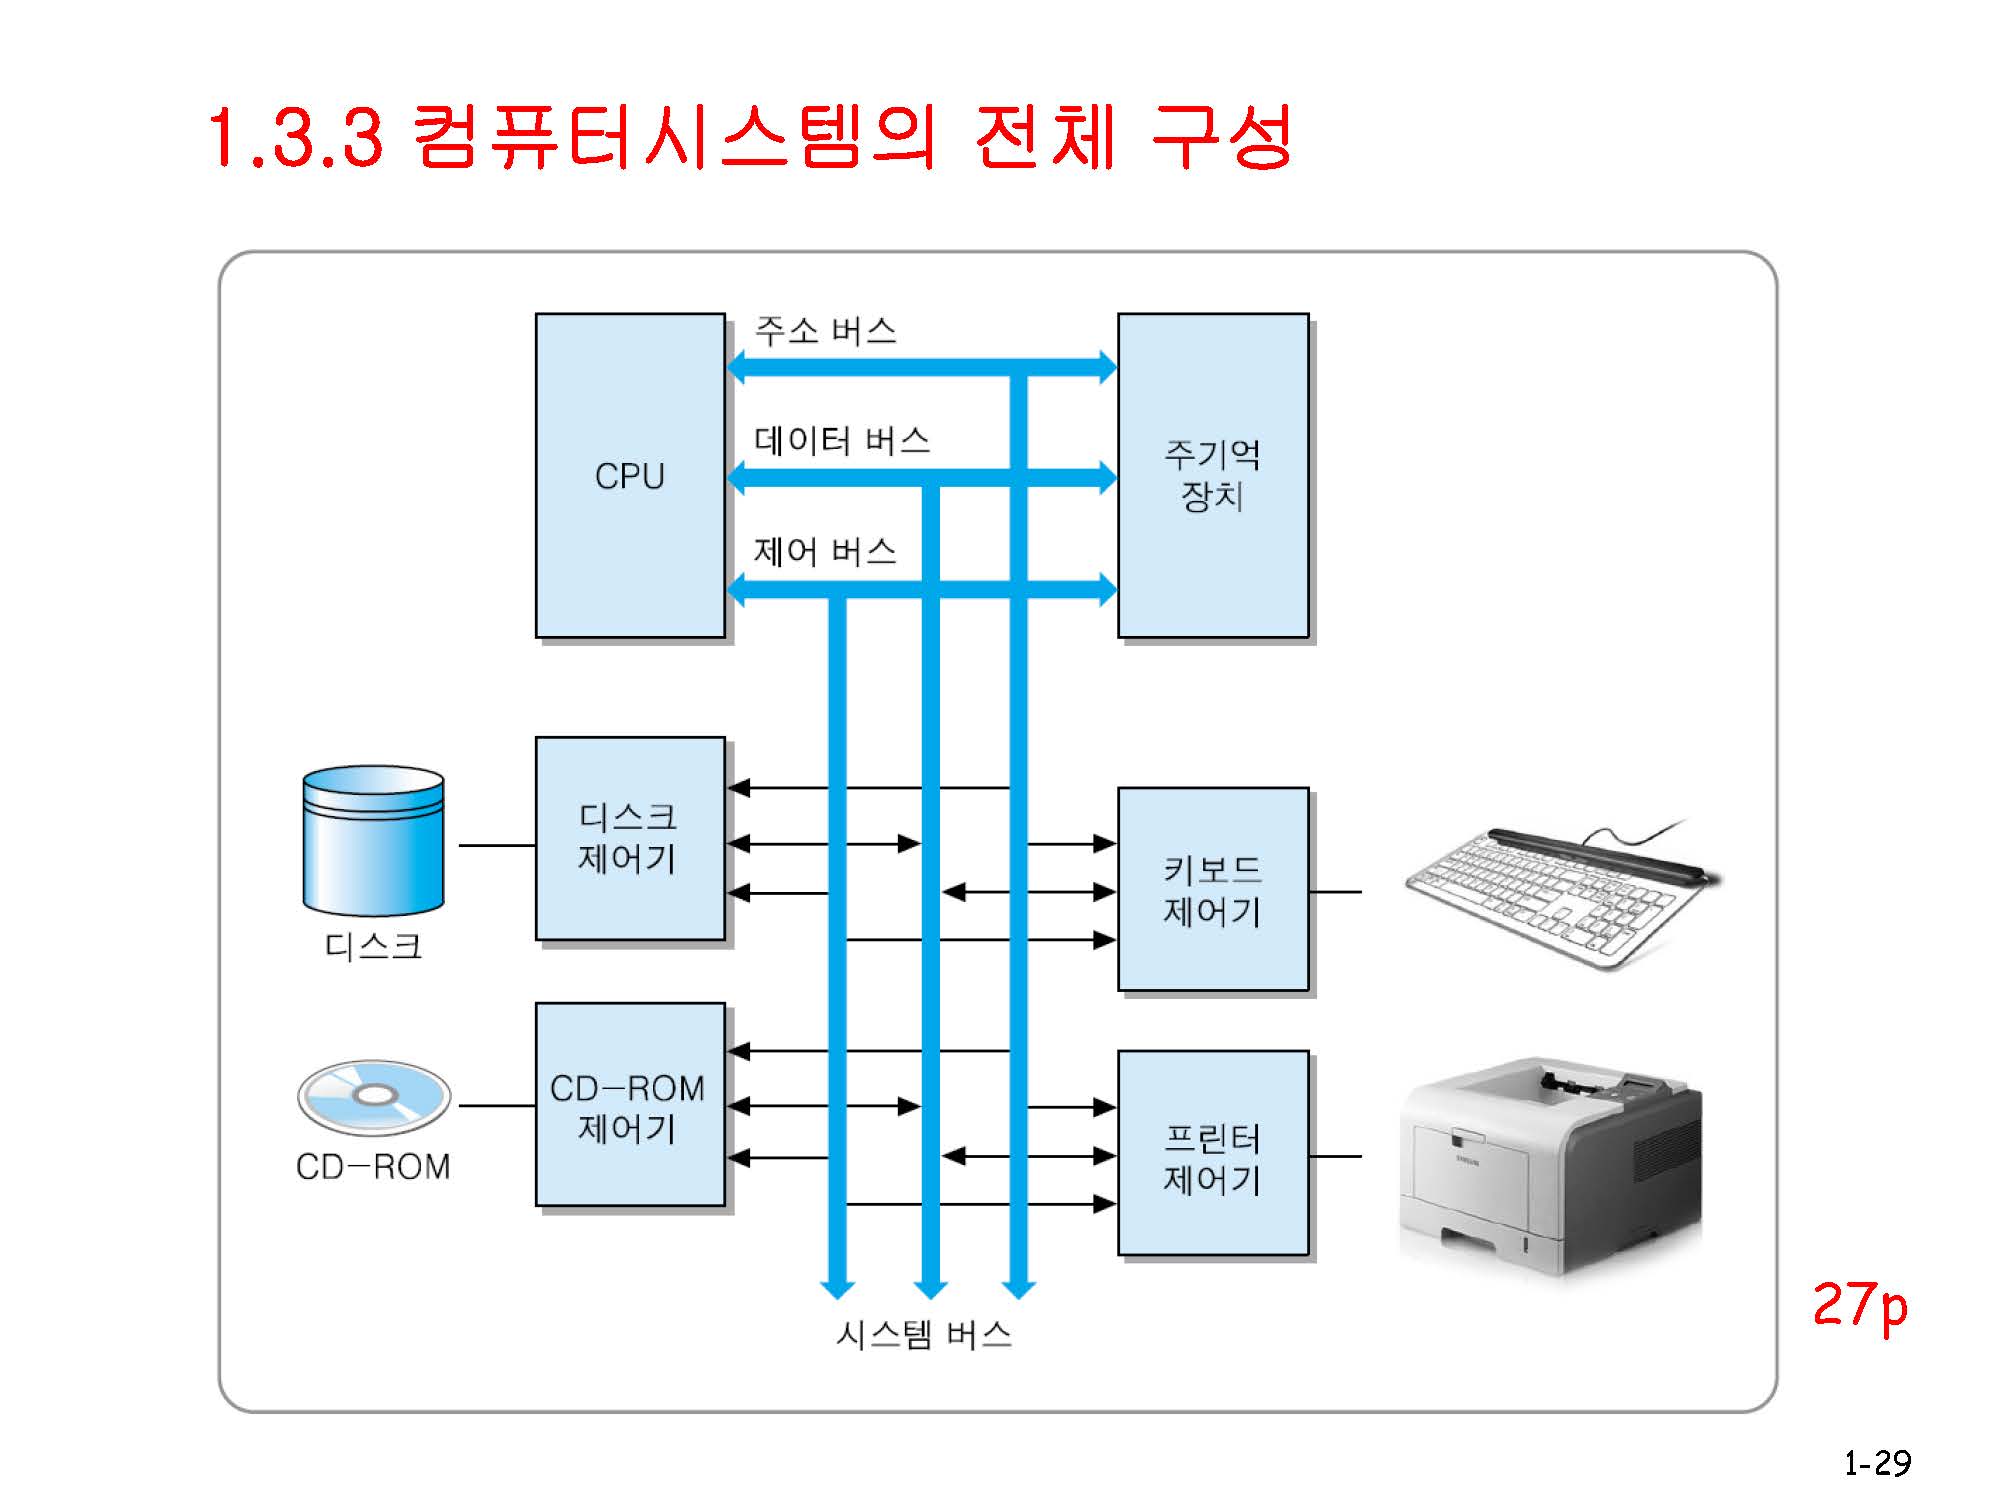 1.3.3 컴퓨터시스템의 전체 구성
주소 버스
데이터 버스
제어 버스
CPU
주기억
장치
디스크
제어기
디스크
키보드
제어기
CD-ROM
제어기
CD-ROM
프린터
제어기
SAMSUNG
시스템 버스
27p
1-29